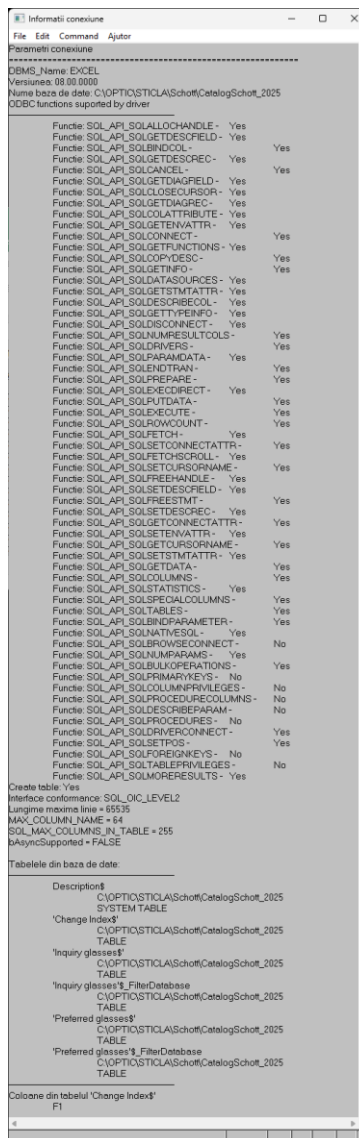 Informatii conexiune
File Edit Command Ajutor
Parametri conexiune
DBMS_Name: EXCEL
Versiunea: 08.00.0000
Nume baza de date: C:\OPTIC\STICLA\Schott\CatalogSchott_2025
ODBC functions suported by driver
Functie: SQL_API_SQLALLOCHANDLE - Yes
Functie: SQL_API_SQLGETDESCFIELD - Yes
Functie: SQL_API_SQLBINDCOL - Yes
Functie: SQL_API_SQLGETDESCREC - Yes
Functie: SQL_API_SQLCANCEL - Yes
Functie: SQL_API_SQLGETDIAGFIELD - Yes
Functie: SQL_API_SQLCLOSECURSOR - Yes
Functie: SQL_API_SQLGETDIAGREC - Yes
Functie: SQL_API_SQLCOLATTRIBUTE - Yes
Functie: SQL_API_SQLGETENVATTR - Yes
Functie: SQL_API_SQLCONNECT - Yes
Functie: SQL_API_SQLGETFUNCTIONS - Yes
Functie: SQL_API_SQLCOPYDESC - Yes
Functie: SQL_API_SQLGETINFO - Yes
Functie: SQL_API_SQLDATASOURCES - Yes
Functie: SQL_API_SQLGETSTMTATTR - Yes
Functie: SQL_API_SQLDESCRIBECOL - Yes
Functie: SQL_API_SQLGETTYPEINFO - Yes
Functie: SQL_API_SQLDISCONNECT - Yes
Functie: SQL_API_SQLNUMRESULTCOLS - Yes
Functie: SQL_API_SQLDRIVERS - Yes
Functie: SQL_API_SQLPARAMDATA - Yes
Functie: SQL_API_SQLENDTRAN - Yes
Functie: SQL_API_SQLPREPARE - Yes
Functie: SQL_API_SQLEXECDIRECT - Yes
Functie: SQL_API_SQLPUTDATA - Yes
Functie: SQL_API_SQLEXECUTE - Yes
Functie: SQL_API_SQLROWCOUNT - Yes
Functie: SQL_API_SQLFETCH - Yes
Functie: SQL_API_SQLSETCONNECTATTR - Yes
Functie: SQL_API_SQLFETCHSCROLL - Yes
Functie: SQL_API_SQLSETCURSORNAME - Yes
Functie: SQL_API_SQLFREEHANDLE - Yes
Functie: SQL_API_SQLSETDESCFIELD - Yes
Functie: SQL_API_SQLFREESTMT - Yes
Functie: SQL_API_SQLSETDESCREC - Yes
Functie: SQL_API_SQLGETCONNECTATTR - Yes
Functie: SQL_API_SQLSETENVATTR - Yes
Functie: SQL_API_SQLGETCURSORNAME - Yes
Functie: SQL_API_SQLSETSTMTATTR - Yes
Functie: SQL_API_SQLGETDATA - Yes
Functie: SQL_API_SQLCOLUMNS - Yes
Functie: SQL_API_SQLSTATISTICS - Yes
Functie: SQL_API_SQLSPECIALCOLUMNS - Yes
Functie: SQL_API_SQLTABLES - Yes
Functie: SQL_API_SQLBINDPARAMETER - Yes
Functie: SQL_API_SQLNATIVESQL - Yes
Functie: SQL_API_SQLBROWSECONNECT - No
Functie: SQL_API_SQLNUMPARAMS - Yes
Functie: SQL_API_SQLBULKOPERATIONS - Yes
Functie: SQL_API_SQLPRIMARYKEYS - No
Functie: SQL_API_SQLCOLUMNPRIVILEGES - No
Functie: SQL_API_SQLPROCEDURECOLUMNS - No
Functie: SQL_API_SQLDESCRIBEPARAM - No
Functie: SQL_API_SQLPROCEDURES - No
Functie: SQL_API_SQLDRIVERCONNECT - Yes
Functie: SQL_API_SQLSETPOS - Yes
Functie: SQL_API_SQLFOREIGNKEYS - No
Functie: SQL_API_SQLTABLEPRIVILEGES - No
Functie: SQL_API_SQLMORERESULTS - Yes
Create table: Yes
Interface conformance: SQL_OIC_LEVEL2
Lungime maxima linie = 65535
MAX_COLUMN_NAME = 64
SQL_MAX_COLUMNS_IN_TABLE = 255
bAsyncSupported = FALSE
Tabelele din baza de date:
Description$
C:\OPTIC\STICLA\Schott\CatalogSchott_2025
SYSTEM TABLE
'Change Index$'
C:\OPTIC\STICLA\Schott\CatalogSchott_2025
TABLE
'Inquiry glasses$'
C:\OPTIC\STICLA\Schott\CatalogSchott_2025
TABLE
'Inquiry glasses'$_FilterDatabase
C:\OPTIC\STICLA\Schott\CatalogSchott_2025
TABLE
'Preferred glasses$'
C:\OPTIC\STICLA\Schott\CatalogSchott_2025
TABLE
'Preferred glasses'$_FilterDatabase
C:\OPTIC\STICLA\Schott\CatalogSchott_2025
TABLE
Coloane din tabelul 'Change Index$'
F1